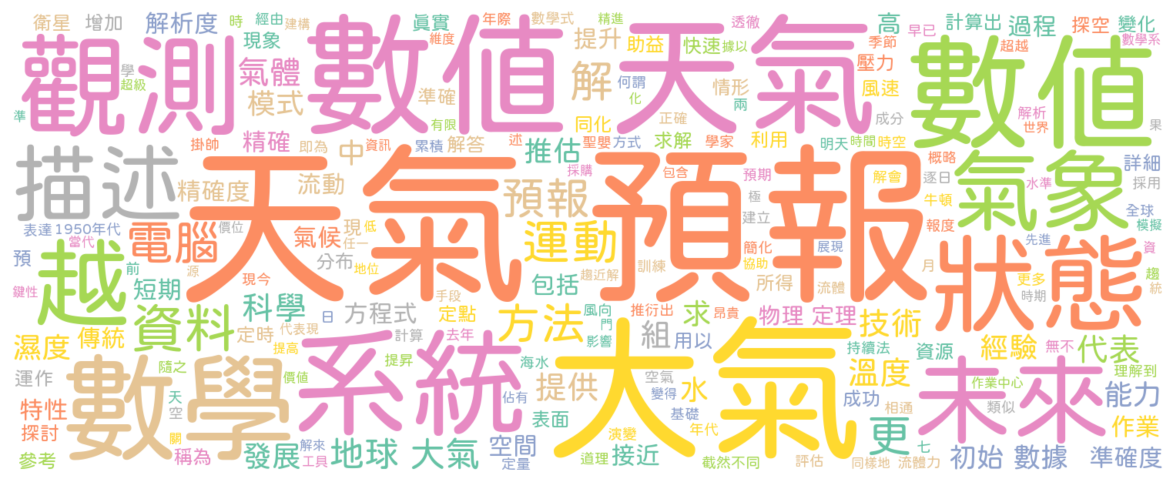 衛星 增加 解析度 經由 建構 時 現象 真實 年際 維度 數學式 精進 提升 助益 透徹 快速 據以 高 季節 早已 計算出 超越 過程 探空 變化 數學系
觀測 數值 天氣 數值
學 超級 氣體 模式 準 準確 有限 解 何謂 化 同化 情形 正確 兩 壓力 風速 成分 解析 世界 果
掛帥 即為 精確 資訊 中 累積 解答 述 推估 聖嬰 方式 求解 學家 利用 明天 時間 時空 概略 詳細
描述 天氣預報 氣象
精確度 流動 預報 採購 包含 預期 極 建立 解會 逐日 牛頓 水準 採用 全球 模擬
表達 1950年代 價位 電腦 氣候 現 低 任一 運動 簡化 展現 報度 先進
預 當代 越 前 源 現今 分布 地位 趨近解 訓練 協助 流體 所得 月 狀態 更多 時期 資 趨 統
鍵性 短期 科學 日 手段 包括 風向 推衍出 昂貴
濕度 傳統 資料 定時 代表現 方程式 定點 計算 方法 門 影響 求 物理 定理 技術 資源 經驗 無不 代表
運作 隨之 數學 提高 價值 系統 提昇 去年 海水 提供 大氣 空氣 組 用以 水 持續法 溫度 未來 作業中心 類似 理解到 能力
特性 天 空 佔有 表面 變得 基礎 成功 相通
探討 關 稱為 解來 工具 空間 定量 演變 年代 更 七 作業
參考 發展 地球 大氣 道理 接近 截然不同 評估 同樣地 流體力 初始 數據 準確度